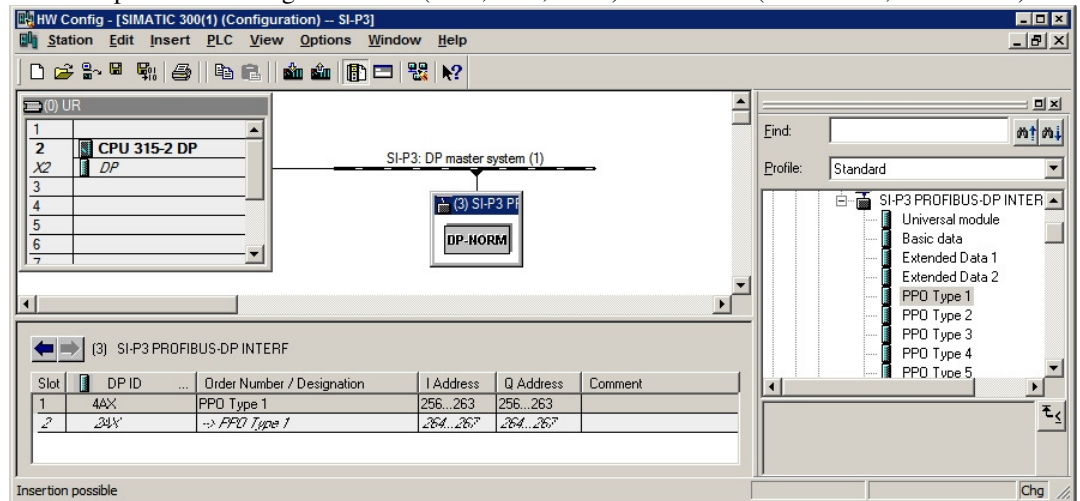 HW Config - [SIMATIC 300(1) (Configuration) -- SI-P3]
Station Edit Insert PLC View Options Window Help
(0) UR
1
2 CPU 315-2 DP
X2 DP
3
4
5
6
7
SI-P3: DP master system (1)
(3) SI-P3 PF
DP-NORM
Find:
Profile: Standard
SI-P3 PROFIBUS-DP INTER
Universal module
Basic data
Extended Data 1
Extended Data 2
PPO Type 1
PPO Type 2
PPO Type 3
PPO Type 4
PPO Type 5
(3) SI-P3 PROFIBUS-DP INTERF
Slot DP ID ... Order Number / Designation I Address Q Address Comment
1 4AX PPO Type 1 256...263 256...263
2 2AX --> PPO Type 1 264...267 264...267
Insertion possible
Chg